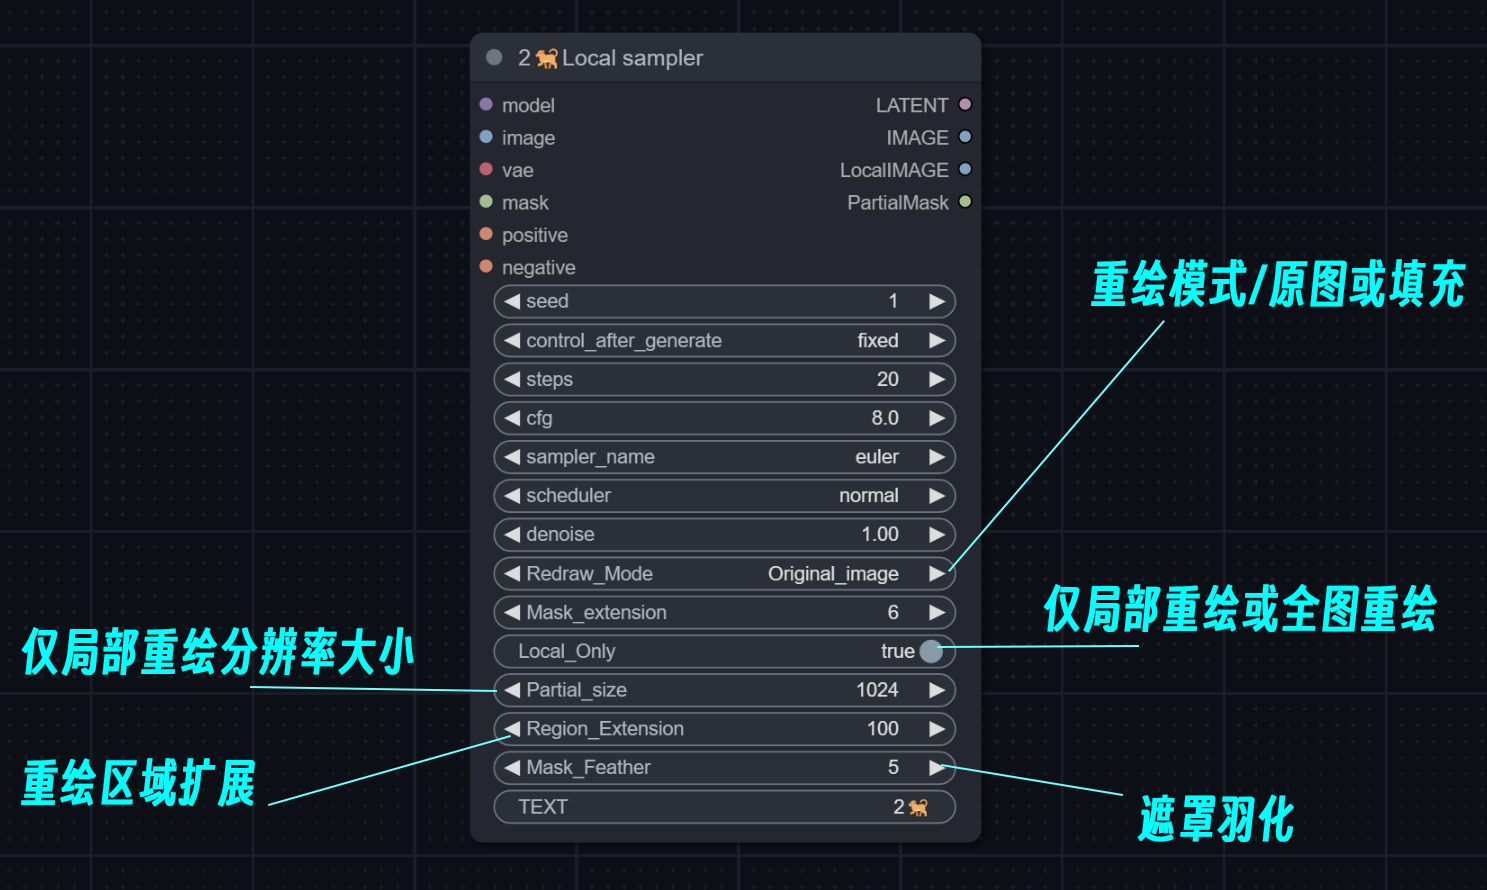 2🐕Local sampler
model LATENT
image IMAGE
vae LocalIMAGE
mask PartialMask
positive
negative
seed 1
control_after_generate fixed
steps 20
cfg 8.0
sampler_name euler
scheduler normal
denoise 1.00
Redraw_Mode Original_image
Mask_extension 6
Local_Only true
Partial_size 1024
Region_Extension 100
Mask_Feather 5
TEXT 2🐕
重绘模式/原图或填充
仅局部重绘或全图重绘
仅局部重绘分辨率大小
重绘区域扩展
遮罩羽化